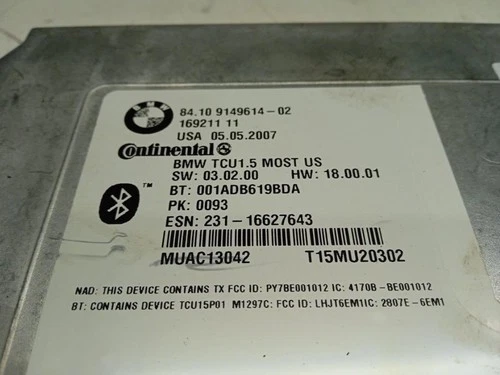 BMW
84.10 9149614-02
169211 11
USA 05.05.2007
Continental
BMW TCU1.5 MOST US
SW: 03.02.00 HW: 18.00.01
BT: 001ADB619BDA
PK: 0093
ESN: 231-16627643
MUAC13042 T15MU20302
NAD: THIS DEVICE CONTAINS TX FCC ID: PY7BE001012 IC: 4170B-BE001012
BT: CONTAINS DEVICE TCU15P01 M1297C: FCC ID: LHJT6EM1IC: 2807E-6EM1
TM